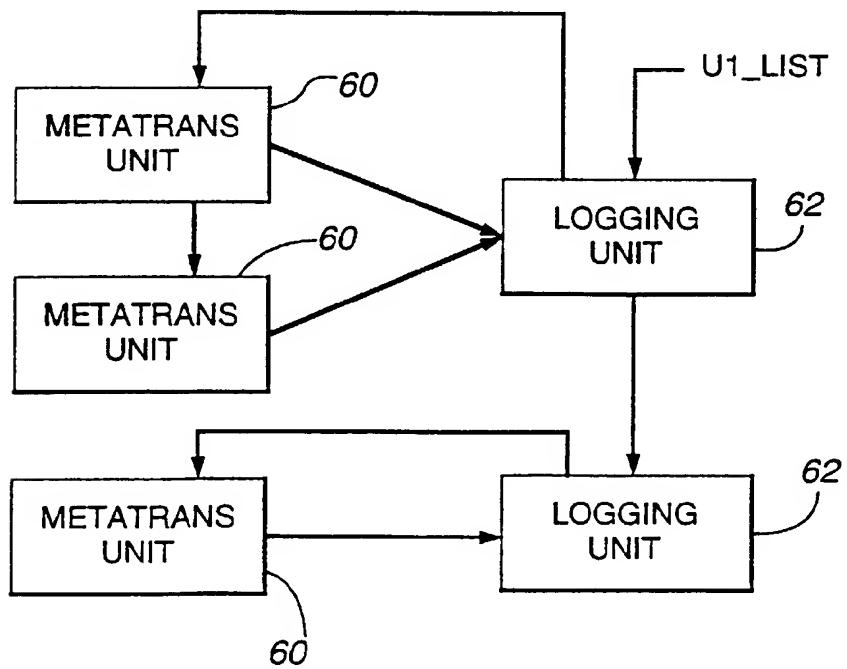 60
U1_LIST
METATRANS
UNIT
62
LOGGING
UNIT
60
METATRANS
UNIT
62
METATRANS
UNIT
LOGGING
UNIT
60